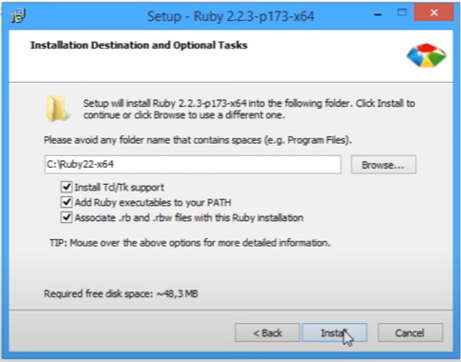 Setup - Ruby 2.2.3-p173-x64
Installation Destination and Optional Tasks
Setup will install Ruby 2.2.3-p173-x64 into the following folder. Click Install to
continue or click Browse to use a different one.
Please avoid any folder name that contains spaces (e.g. Program Files).
C:\Ruby22-x64
Browse...
Install Td/Tk support
Add Ruby executables to your PATH
Associate .rb and .rbw files with this Ruby installation
TIP: Mouse over the above options for more detailed information.
Required free disk space: ~48,3 MB
< Back
Install
Cancel